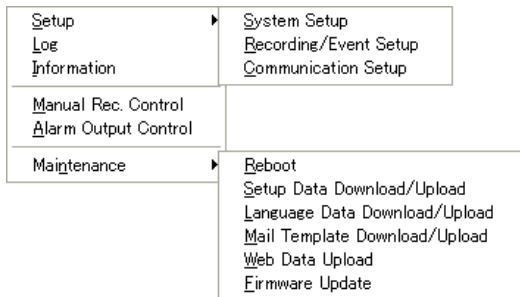 Setup
Log
Information
Manual Rec. Control
Alarm Output Control
Maintenance
System Setup
Recording/Event Setup
Communication Setup
Reboot
Setup Data Download/Upload
Language Data Download/Upload
Mail Template Download/Upload
Web Data Upload
Firmware Update